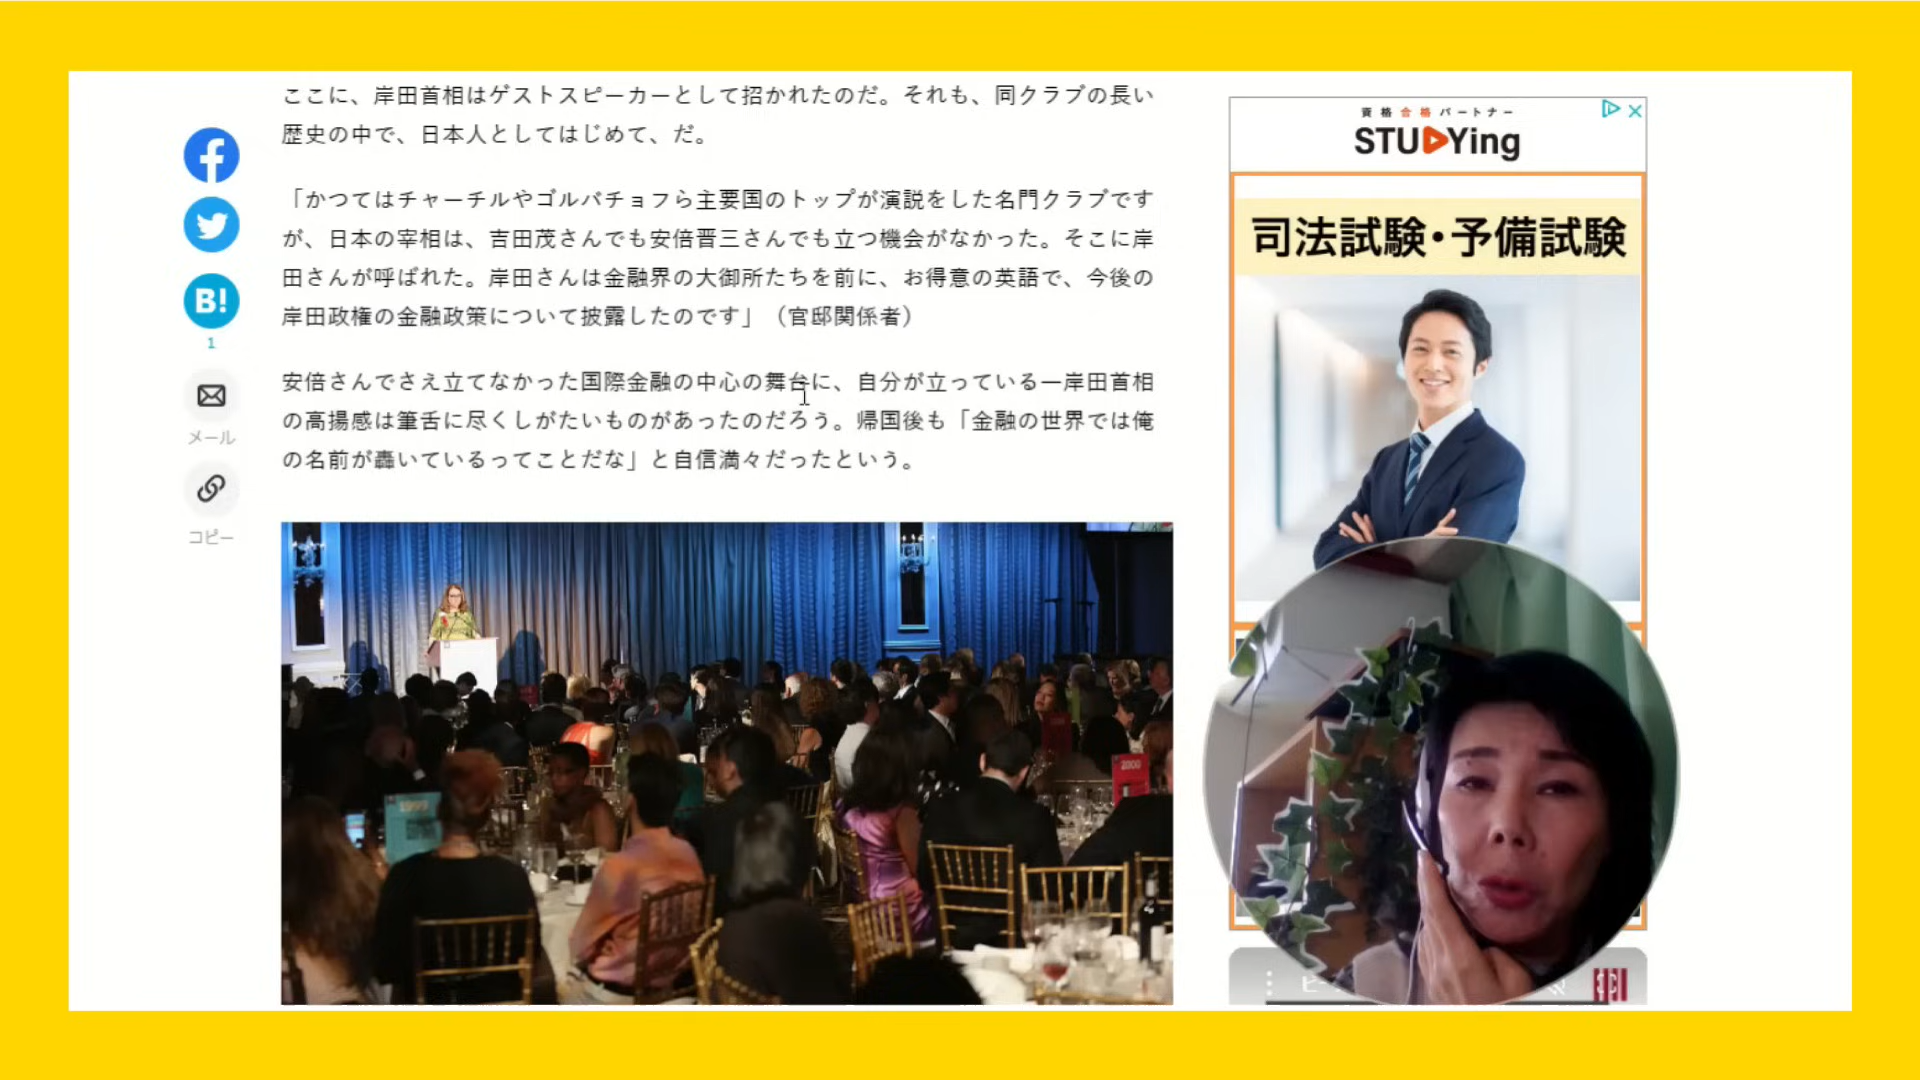 ここに、岸田首相はゲストスピーカーとして招かれたのだ。それも、同クラブの長い
歴史の中で、日本人としてはじめて、だ。
「かつてはチャーチルやゴルバチョフら主要国のトップが演説をした名門クラブです
が、日本の宰相は、吉田茂さんでも安倍晋三さんでも立つ機会がなかった。そこに岸
田さんが呼ばれた。岸田さんは金融界の大御所たちを前に、お得意の英語で、今後の
岸田政権の金融政策について披露したのです」（官邸関係者）
安倍さんでさえ立てなかった国際金融の中心の舞台に、自分が立っている―岸田首相
の高揚感は筆舌に尽くしがたいものがあったのだろう。帰国後も「金融の世界では俺
の名前が轟いているってことだな」と自信満々だったという。
B!
1
メール
コピー
資格合格パートナー
STUDYing
司法試験・予備試験
1999
2000